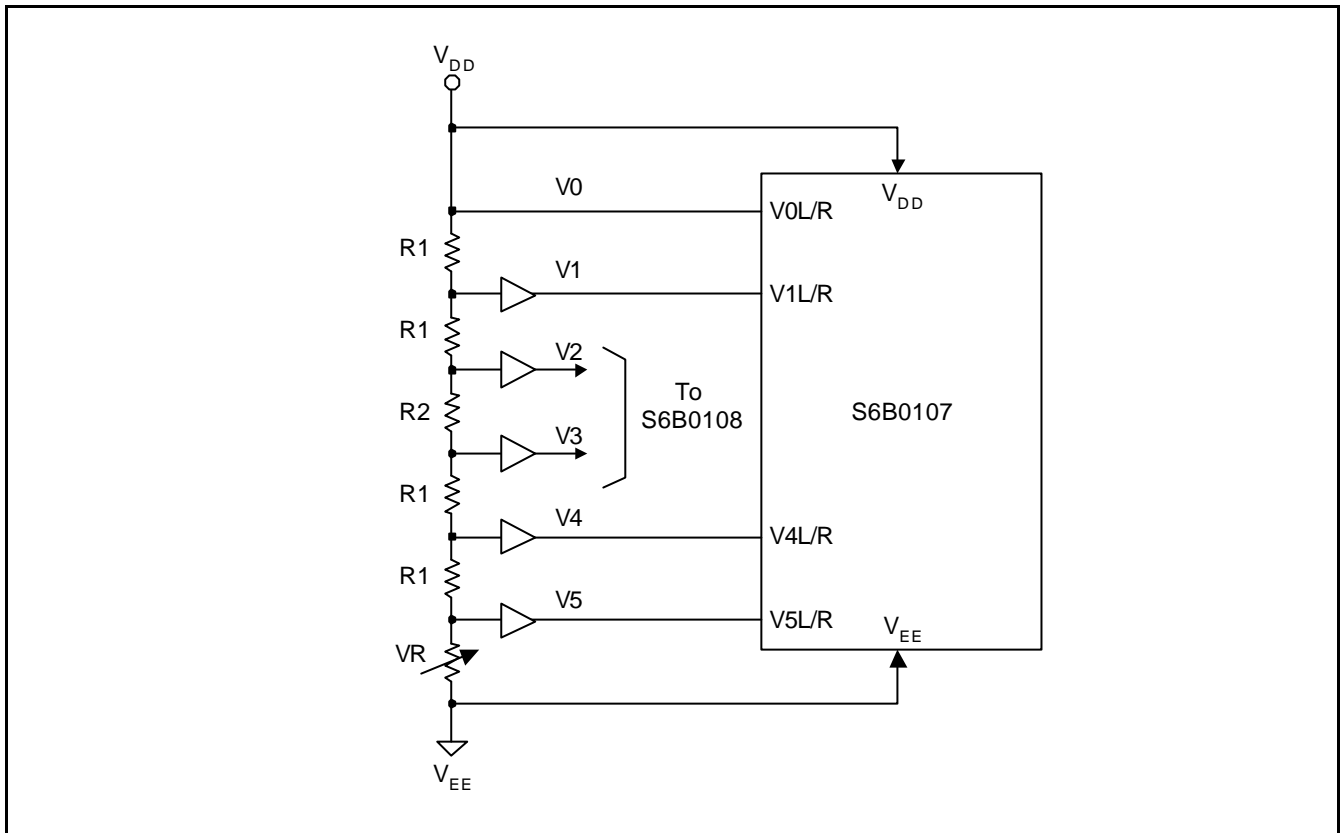 VDD
V0
VDD
V0L/R
R1
V1
V1L/R
R1
V2
To
S6B0108
S6B0107
R2
V3
R1
V4
V4L/R
R1
V5
V5L/R
VEE
VR
VEE